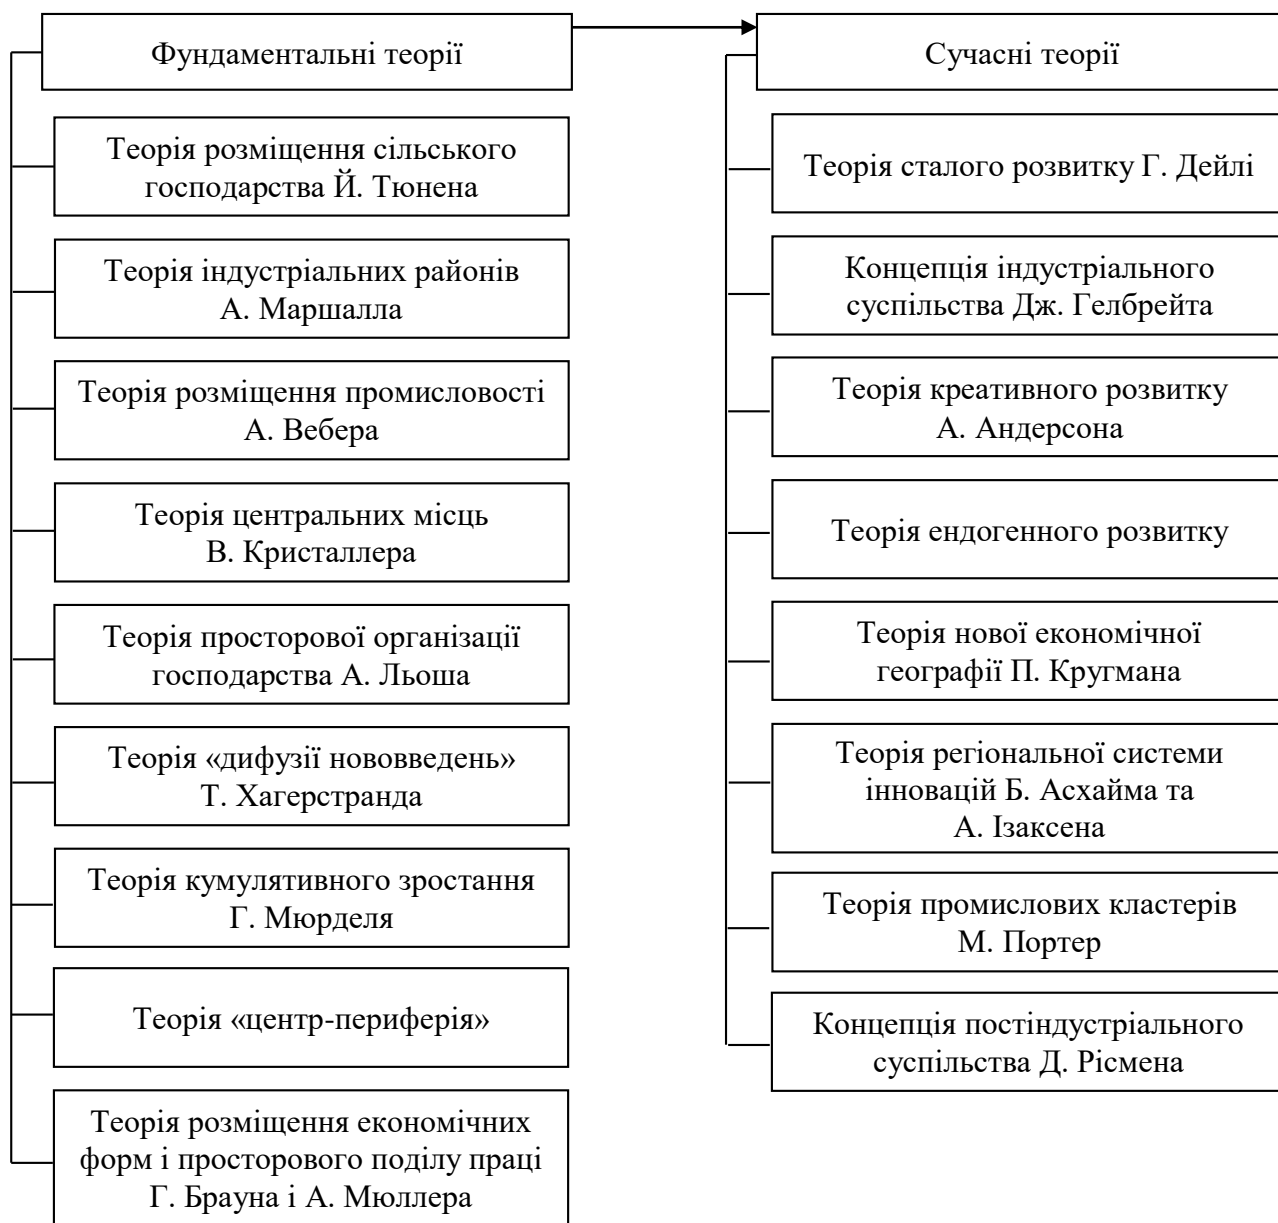 Фундаментальні теорії
Теорія розміщення сільського
господарства Й. Тюнена
Теорія індустріальних районів
А. Маршалла
Теорія розміщення промисловості
А. Вебера
Теорія центральних місць
В. Кристаллера
Теорія просторової організації
господарства А. Льоша
Теорія «дифузії нововведень»
Т. Хагерстранда
Теорія кумулятивного зростання
Г. Мюрделя
Теорія «центр-периферія»
Теорія розміщення економічних
форм і просторового поділу праці
Г. Брауна і А. Мюллера
Сучасні теорії
Теорія сталого розвитку Г. Дейлі
Концепція індустріального
суспільства Дж. Гелбрейта
Теорія креативного розвитку
А. Андерсона
Теорія ендогенного розвитку
Теорія нової економічної
географії П. Кругмана
Теорія регіональної системи
інновацій Б. Асхайма та
А. Ізаксена
Теорія промислових кластерів
М. Портер
Концепція постіндустріального
суспільства Д. Рісмена